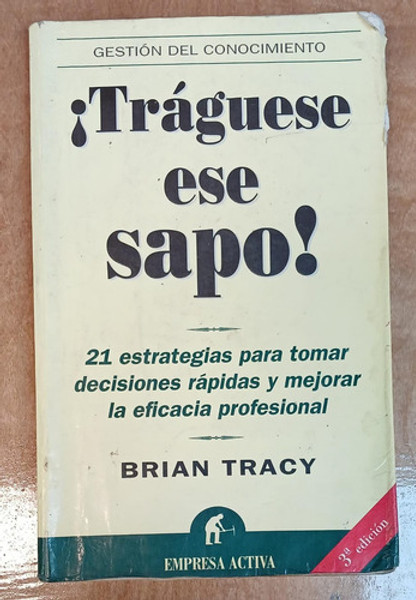 GESTIÓN DEL CONOCIMIENTO
¡Tráguese
ese
sapo!
21 estrategias para tomar
decisiones rápidas y mejorar
la eficacia profesional
BRIAN TRACY
3ª edición
EMPRESA ACTIVA